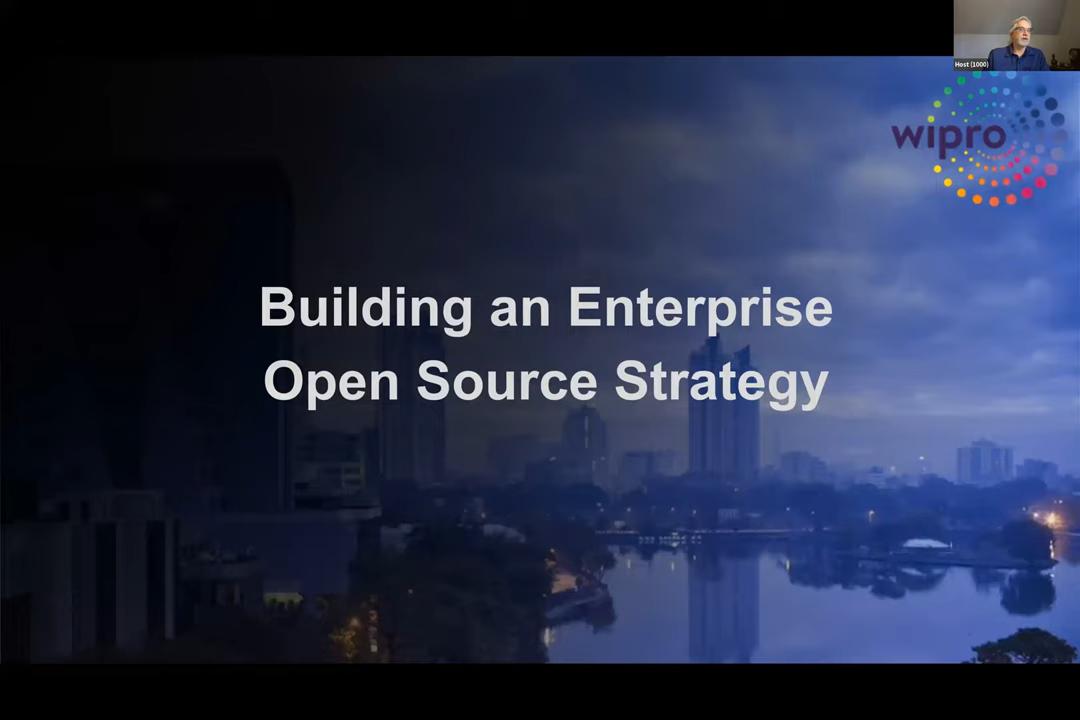 Host (1000)
wipro
Building an Enterprise
Open Source Strategy